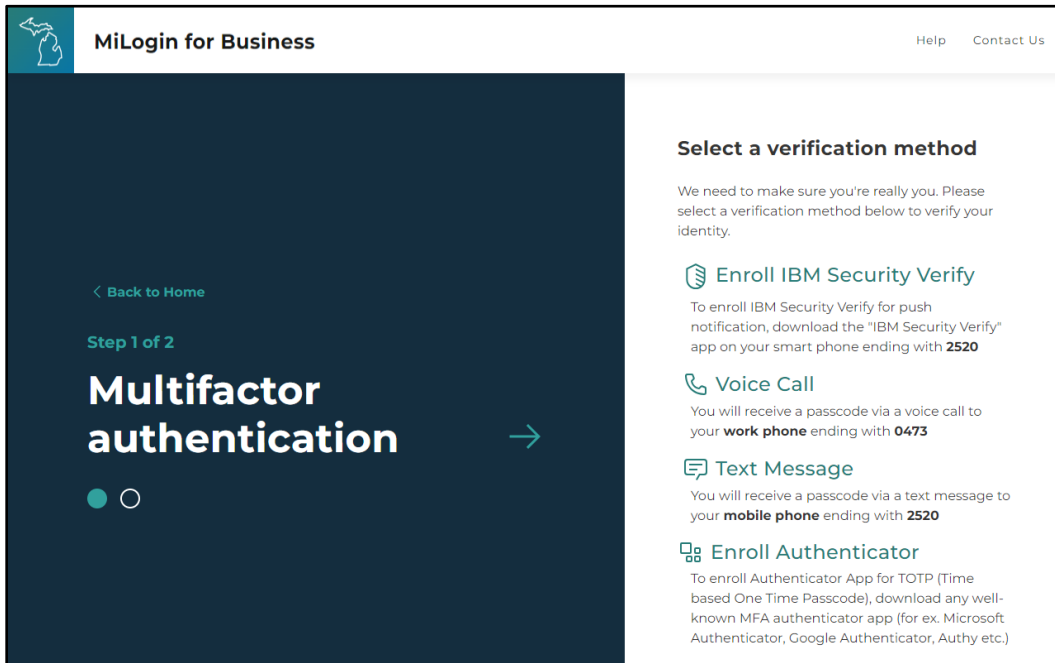 MiLogin for Business
Help
Contact Us
Back to Home
Step 1 of 2
Multifactor
authentication
Select a verification method
We need to make sure you're really you. Please
select a verification method below to verify your
identity.
Enroll IBM Security Verify
To enroll IBM Security Verify for push
notification, download the "IBM Security Verify"
app on your smart phone ending with 2520
Voice Call
You will receive a passcode via a voice call to
your work phone ending with 0473
Text Message
You will receive a passcode via a text message to
your mobile phone ending with 2520
Enroll Authenticator
To enroll Authenticator App for TOTP (Time
based One Time Passcode), download any well-
known MFA authenticator app (for ex. Microsoft
Authenticator, Google Authenticator, Authy etc.)